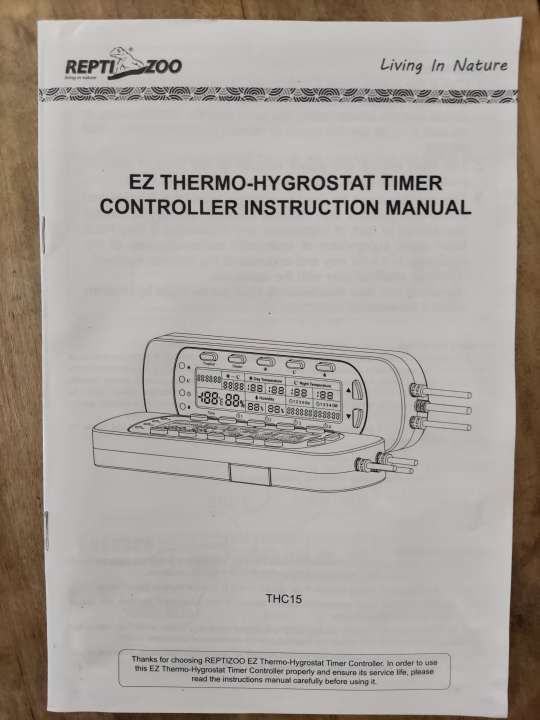 REPTI ZOO
living in nature
Living In Nature
EZ THERMO-HYGROSTAT TIMER
CONTROLLER INSTRUCTION MANUAL
Day Temperature
Night Temperature
Humidity
THC15
Thanks for choosing REPTIZOO EZ Thermo-Hygrostat Timer Controller. In order to use
this EZ Thermo-Hygrostat Timer Controller properly and ensure its service life, please
read the instructions manual carefully before using it.